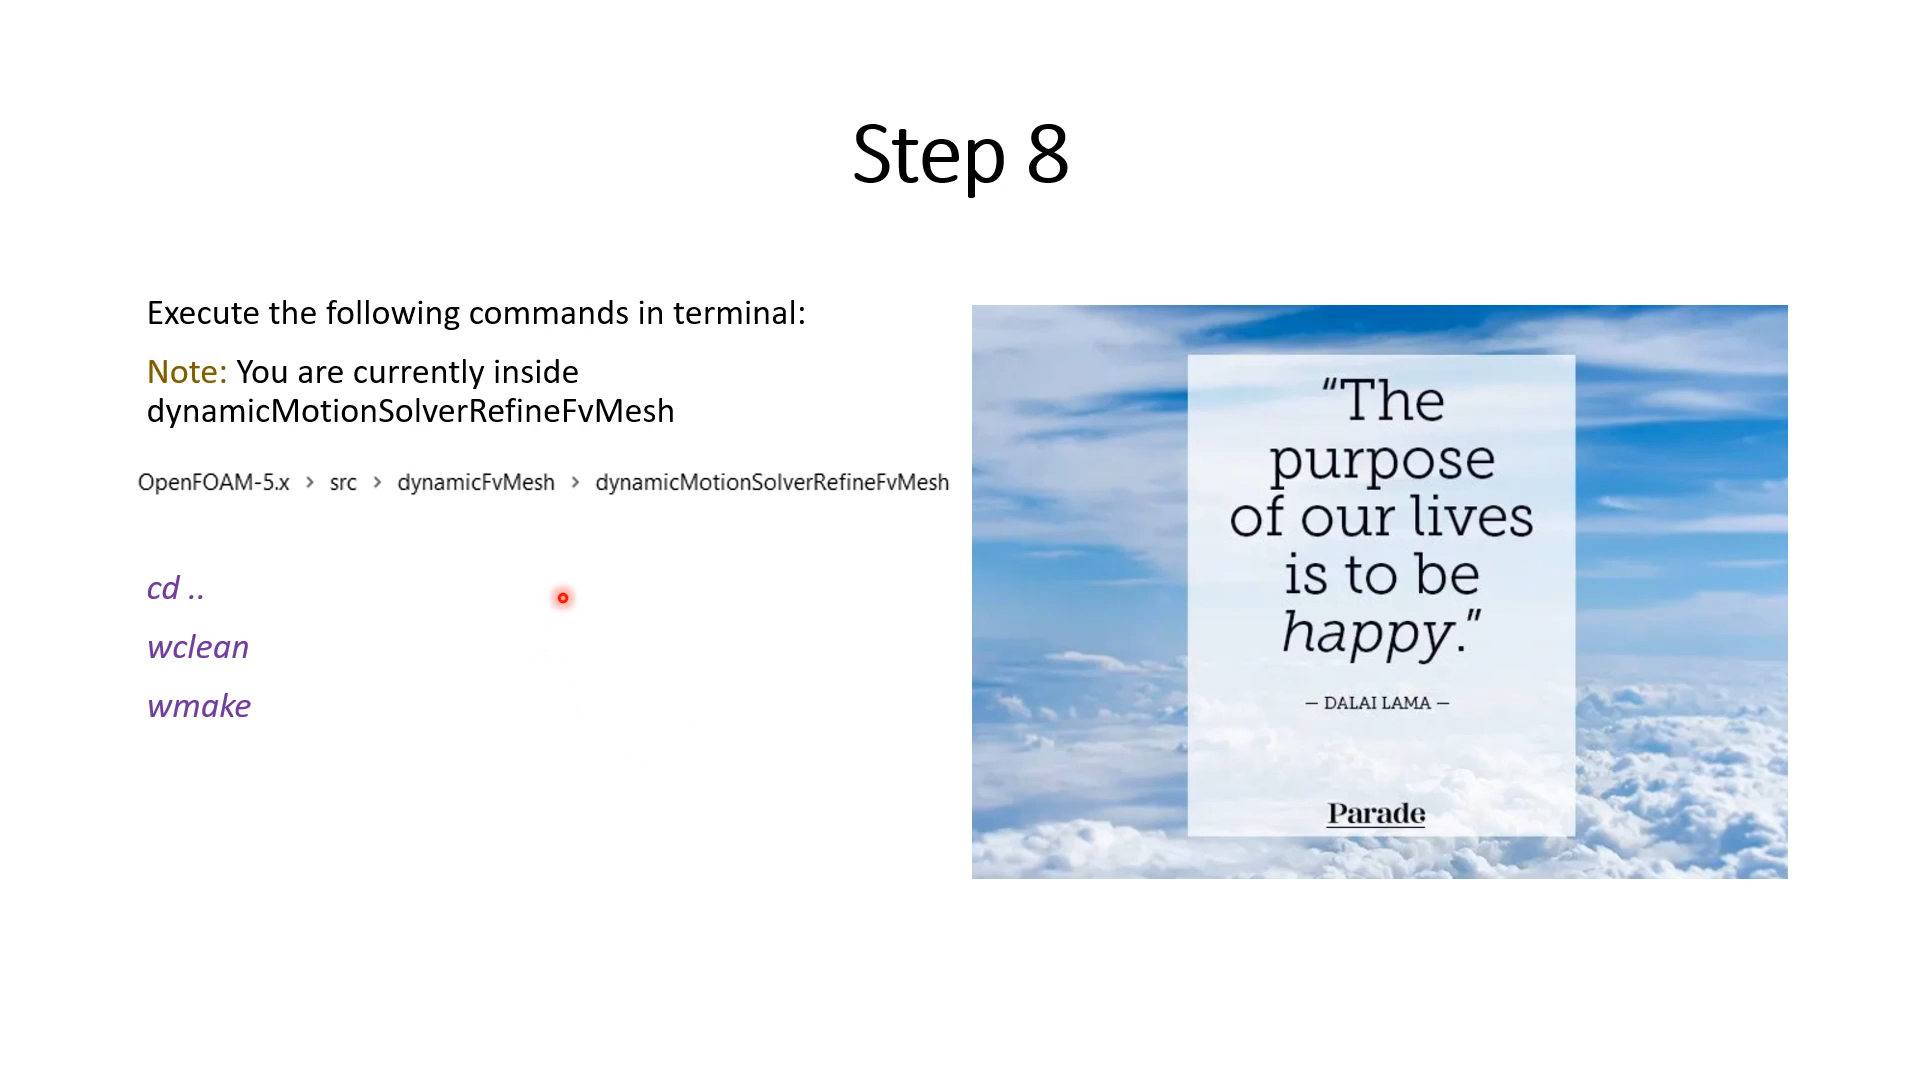 Step 8
Execute the following commands in terminal:
Note: You are currently inside
dynamicMotionSolverRefineFvMesh
OpenFOAM-5.x > src > dynamicFvMesh > dynamicMotionSolverRefineFvMesh
cd ..
wclean
wmake
“The
purpose
of our lives
is to be
happy.”
— DALAI LAMA —
Parade